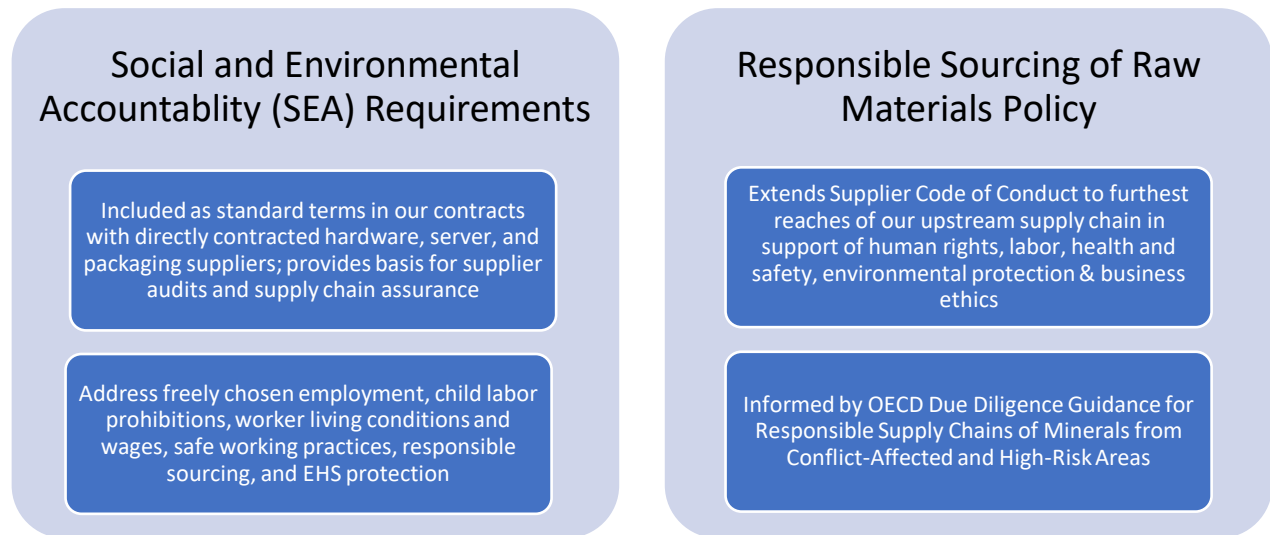 Social and Environmental
Accountablity (SEA) Requirements
Included as standard terms in our contracts
with directly contracted hardware, server, and
packaging suppliers; provides basis for supplier
audits and supply chain assurance
Address freely chosen employment, child labor
prohibitions, worker living conditions and
wages, safe working practices, responsible
sourcing, and EHS protection
Responsible Sourcing of Raw
Materials Policy
Extends Supplier Code of Conduct to furthest
reaches of our upstream supply chain in
support of human rights, labor, health and
safety, environmental protection & business
ethics
Informed by OECD Due Diligence Guidance for
Responsible Supply Chains of Minerals from
Conflict-Affected and High-Risk Areas